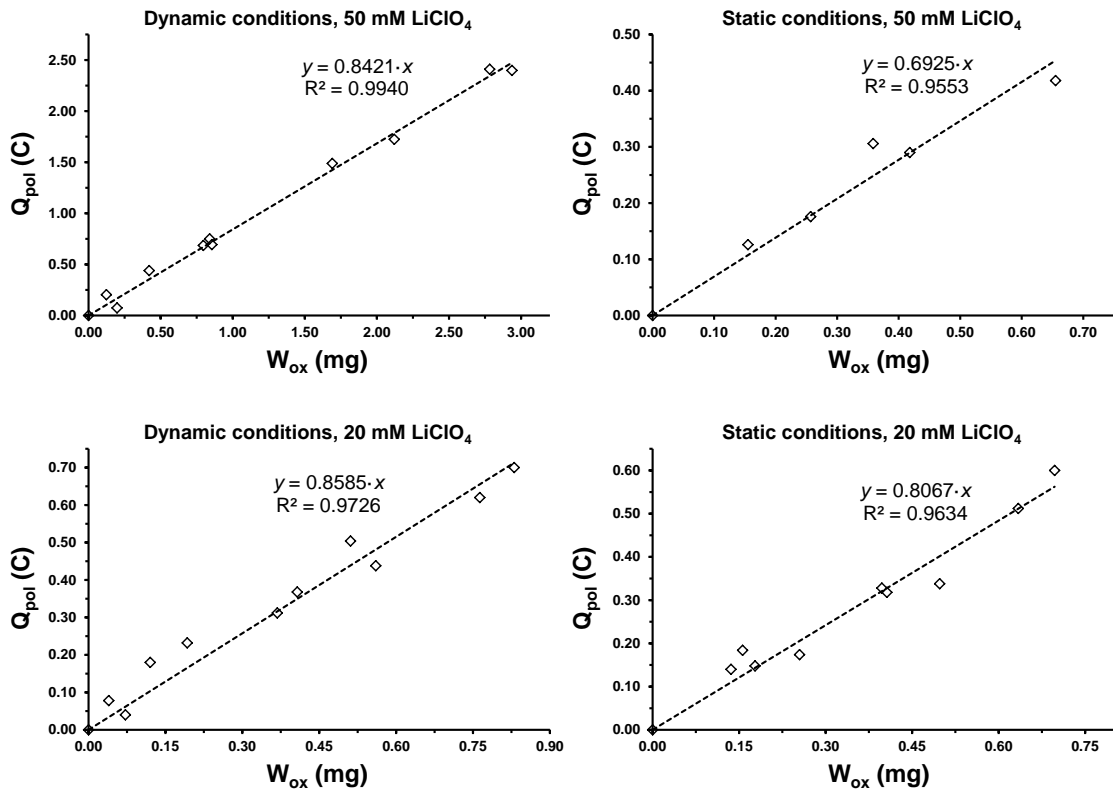 Dynamic conditions, 50 mM LiClO₄
y = 0.8421·x
R² = 0.9940
Q_pol (C)
2.50
2.00
1.50
1.00
0.50
0.00
0.00 0.50 1.00 1.50 2.00 2.50 3.00
W_ox (mg)
Static conditions, 50 mM LiClO₄
0.50
y = 0.6925·x
R² = 0.9553
Q_pol (C)
0.40
0.30
0.20
0.10
0.00
0.00 0.10 0.20 0.30 0.40 0.50 0.60 0.70
W_ox (mg)
Dynamic conditions, 20 mM LiClO₄
y = 0.8585·x
R² = 0.9726
Q_pol (C)
0.70
0.60
0.50
0.40
0.30
0.20
0.10
0.00
0.00 0.15 0.30 0.45 0.60 0.75 0.90
W_ox (mg)
Static conditions, 20 mM LiClO₄
y = 0.8067·x
R² = 0.9634
Q_pol (C)
0.60
0.50
0.40
0.30
0.20
0.10
0.00
0.00 0.15 0.30 0.45 0.60 0.75
W_ox (mg)